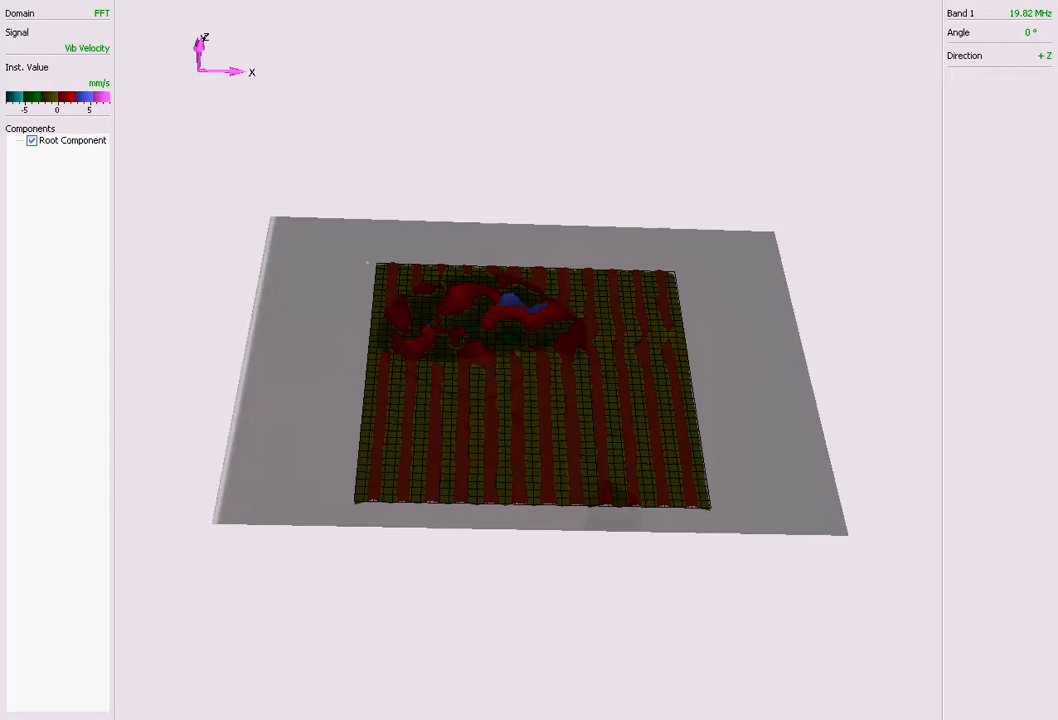 Domain FFT
Signal
Vib Velocity
Inst. Value
mm/s
-5 0 5
Components
Root Component
Z
X
Band 1 19.82 MHz
Angle 0 °
Direction + Z